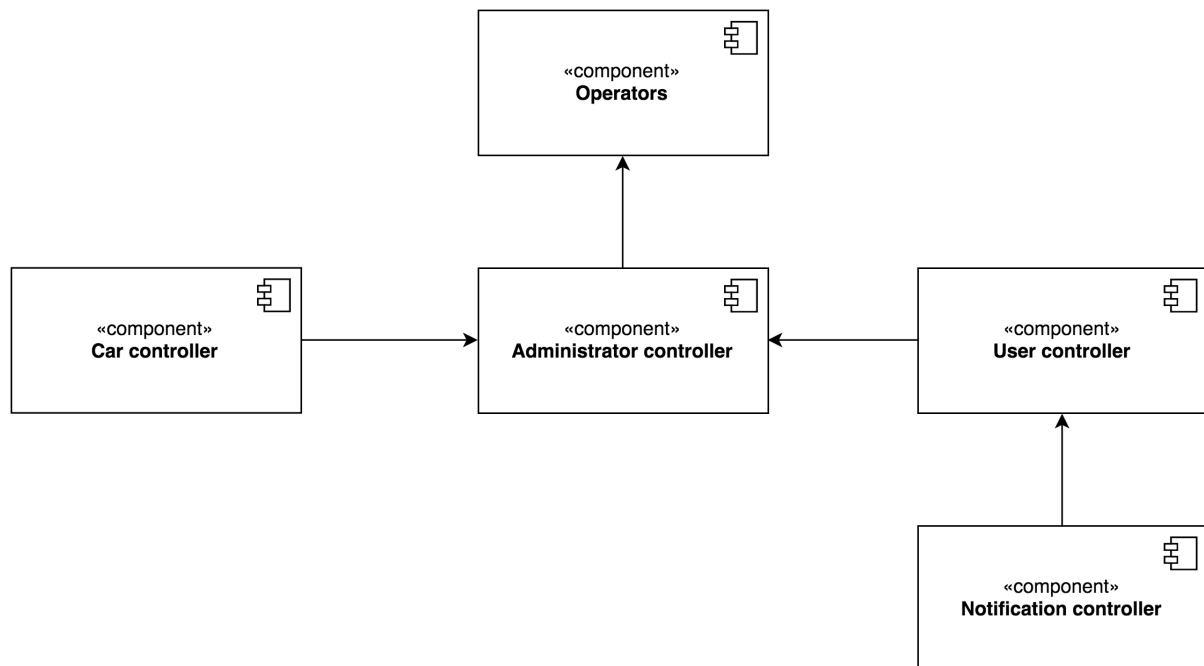 «component»
Operators
«component»
Car controller
«component»
Administrator controller
«component»
User controller
«component»
Notification controller